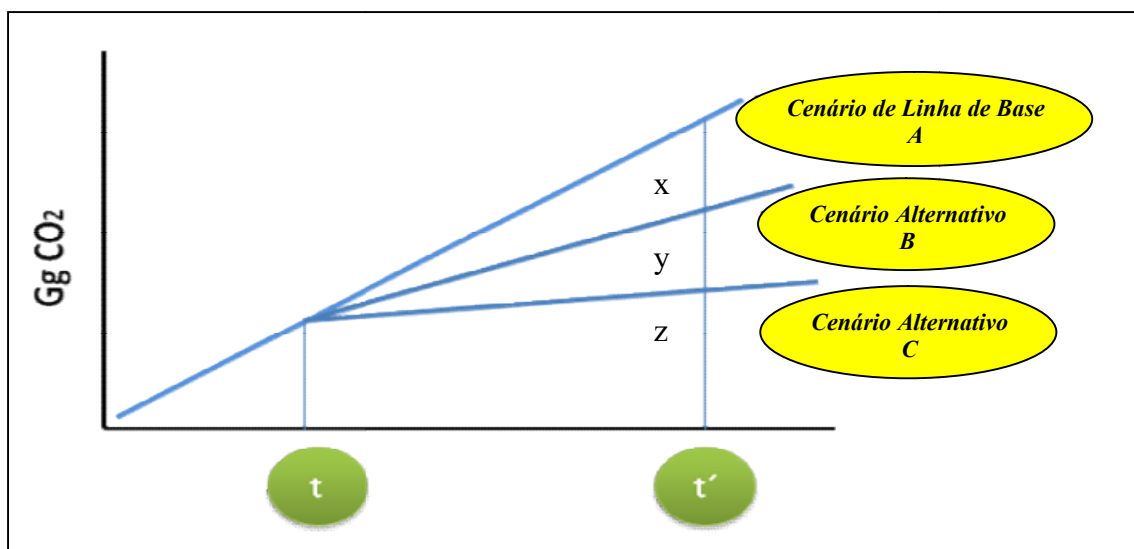 Gg CO₂
Cenário de Linha de Base
A
x
Cenário Alternativo
B
y
Cenário Alternativo
C
z
t
t´